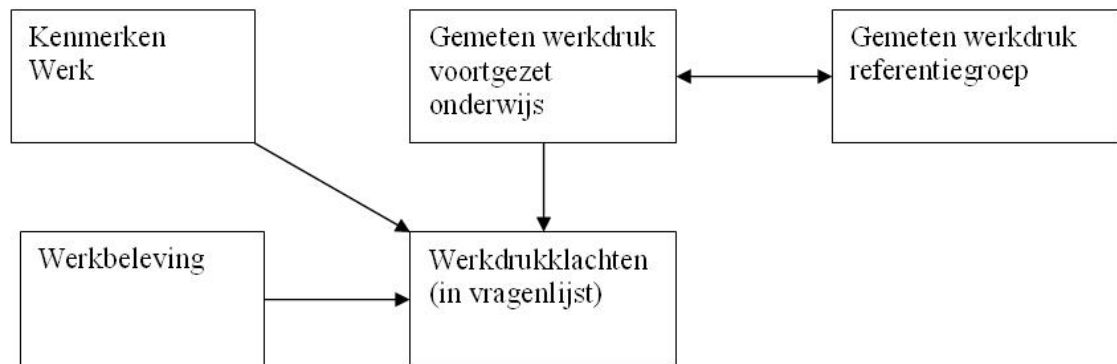 Kenmerken
Werk
Gemeten werkdruk
voortgezet
onderwijs
Gemeten werkdruk
referentiegroep
Werkbeleving
Werkdrukklachten
(in vragenlijst)